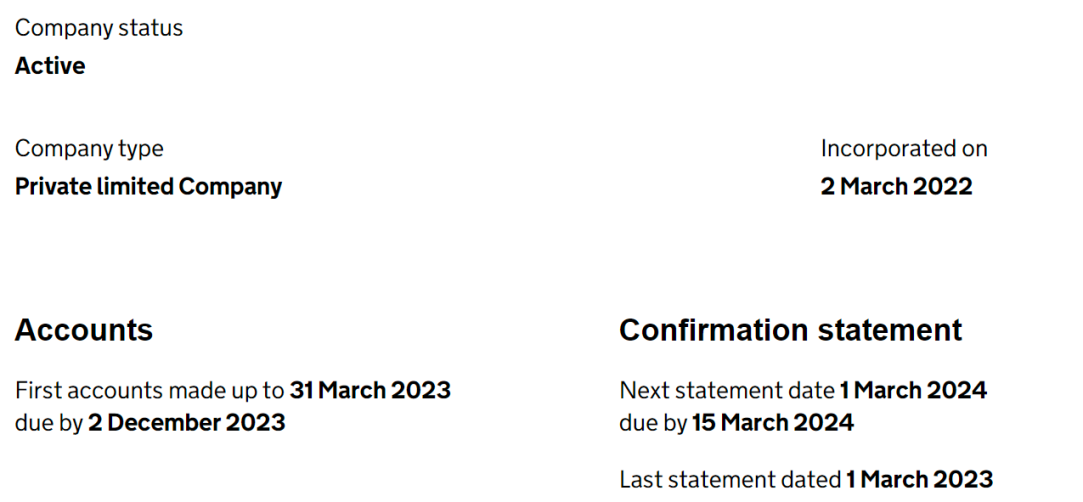 Company status
Active
Company type
Private limited Company
Incorporated on
2 March 2022
Accounts
First accounts made up to 31 March 2023
due by 2 December 2023
Confirmation statement
Next statement date 1 March 2024
due by 15 March 2024
Last statement dated 1 March 2023